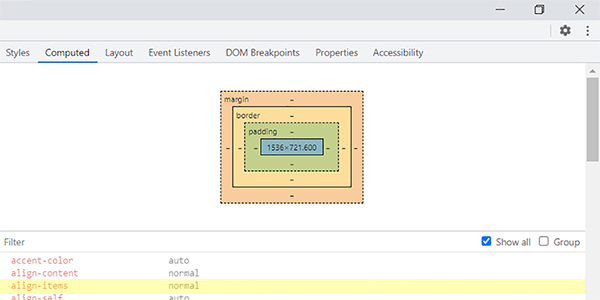 Styles Computed Layout Event Listeners DOM Breakpoints Properties Accessibility
margin –
border –
padding –
– – – 1536×721.600 – – –
–
–
–
Filter Show all Group
accent-color auto
align-content normal
align-items normal
align-self auto